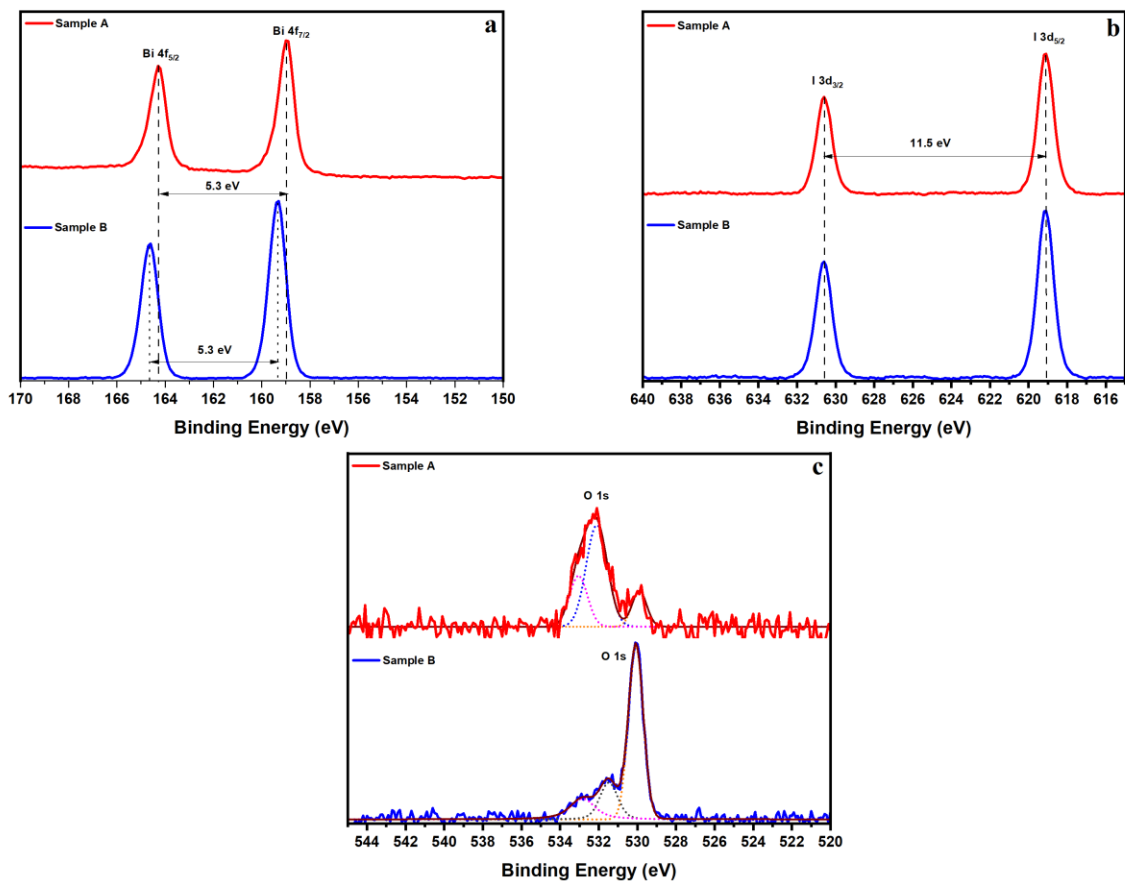 Sample A
a
Bi 4f5/2
Bi 4f7/2
5.3 eV
Sample B
5.3 eV
170 168 166 164 162 160 158 156 154 152 150
Binding Energy (eV)
Sample A
b
I 3d3/2
I 3d5/2
11.5 eV
Sample B
640 638 636 634 632 630 628 626 624 622 620 618 616
Binding Energy (eV)
Sample A
c
O 1s
Sample B
O 1s
544 542 540 538 536 534 532 530 528 526 524 522 520
Binding Energy (eV)